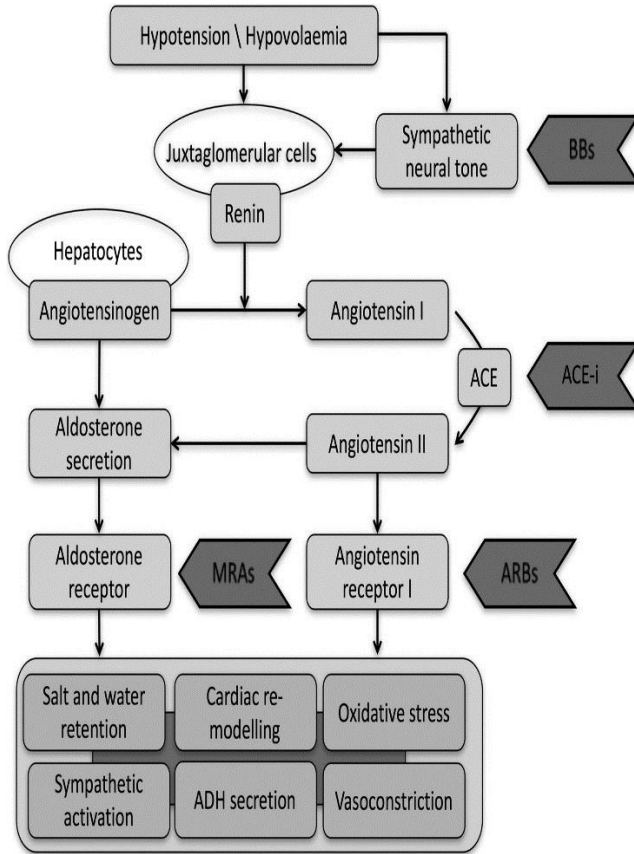 Hypotension \ Hypovolaemia
Juxtaglomerular cells
Sympathetic
neural tone
BBs
Renin
Hepatocytes
Angiotensinogen
Angiotensin I
ACE
ACE-i
Aldosterone
secretion
Angiotensin II
Aldosterone
receptor
MRAs
Angiotensin
receptor I
ARBs
Salt and water
retention
Cardiac re-
modelling
Oxidative stress
Sympathetic
activation
ADH secretion
Vasoconstriction